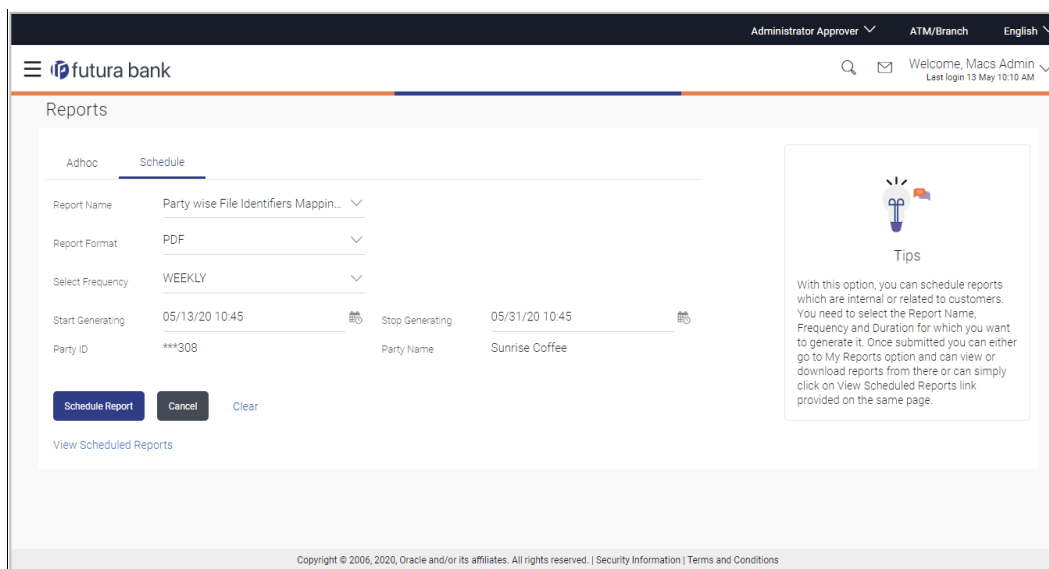 Administrator Approver ATM/Branch English
futura bank
Welcome, Macs Admin
Last login 13 May 10:10 AM
Reports
Adhoc Schedule
Report Name Party wise File Identifiers Mappin...
Report Format PDF
Select Frequency WEEKLY
Start Generating 05/13/20 10:45 Stop Generating 05/31/20 10:45
Party ID ***308 Party Name Sunrise Coffee
Schedule Report Cancel Clear
View Scheduled Reports
Tips
With this option, you can schedule reports
which are internal or related to customers.
You need to select the Report Name,
Frequency and Duration for which you want
to generate it. Once submitted you can either
go to My Reports option and can view or
download reports from there or can simply
click on View Scheduled Reports link
provided on the same page.
Copyright © 2006, 2020, Oracle and/or its affiliates. All rights reserved. | Security Information | Terms and Conditions